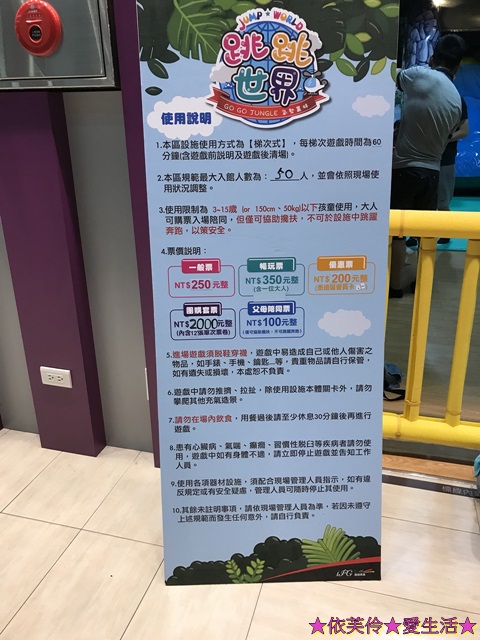 JUMP★WORLD
跳跳
世界
GO GO JUNGLE
使用說明
1.本區設施使用方式為【梯次式】，每梯次遊戲時間為60
分鐘(含遊戲前說明及遊戲後清場)。
2.本區規範最大入館人數為：50人，並會依照現場使
用狀況調整。
3.使用限制為 3~15歲 (or 150cm、50kg)以下孩童使用，大人
可購票入場陪同，但僅可協助攙扶，不可於設施中跳躍
奔跑，以策安全。
4.票價說明：
一般票
NT$250元整
暢玩票
NT$350元整
(含一位大人)
優惠票
NT$200元整
團購套票
NT$2000元整
(內含12張單次票卷)
父母陪同票
NT$100元整
5.進場遊戲須脫鞋穿襪，遊戲中易造成自己或他人傷害之
物品，如手錶、手機、鑰匙...等，貴重物品請自行保管，
如有遺失或損壞，本處恕不負責。
6.遊戲中請勿推擠、拉扯，除使用設施本體關卡外，請勿
攀爬其他充氣造景。
7.請勿在場內飲食，用餐過後請至少休息30分鐘後再進行
遊戲。
8.患有心臟病、氣喘、癲癇、習慣性脫臼等疾病者請勿使
用，遊戲中如有身體不適，請立即停止遊戲並告知工作
人員。
9.使用各項器材設施，須配合現場管理人員指示，如有違
反規定或有安全疑慮，管理人員可隨時停止其使用。
10.其餘未註明事項，請依現場管理人員為準，若因未遵守
上述規範而發生任何意外，請自行負責。
★依芙伶★愛生活★